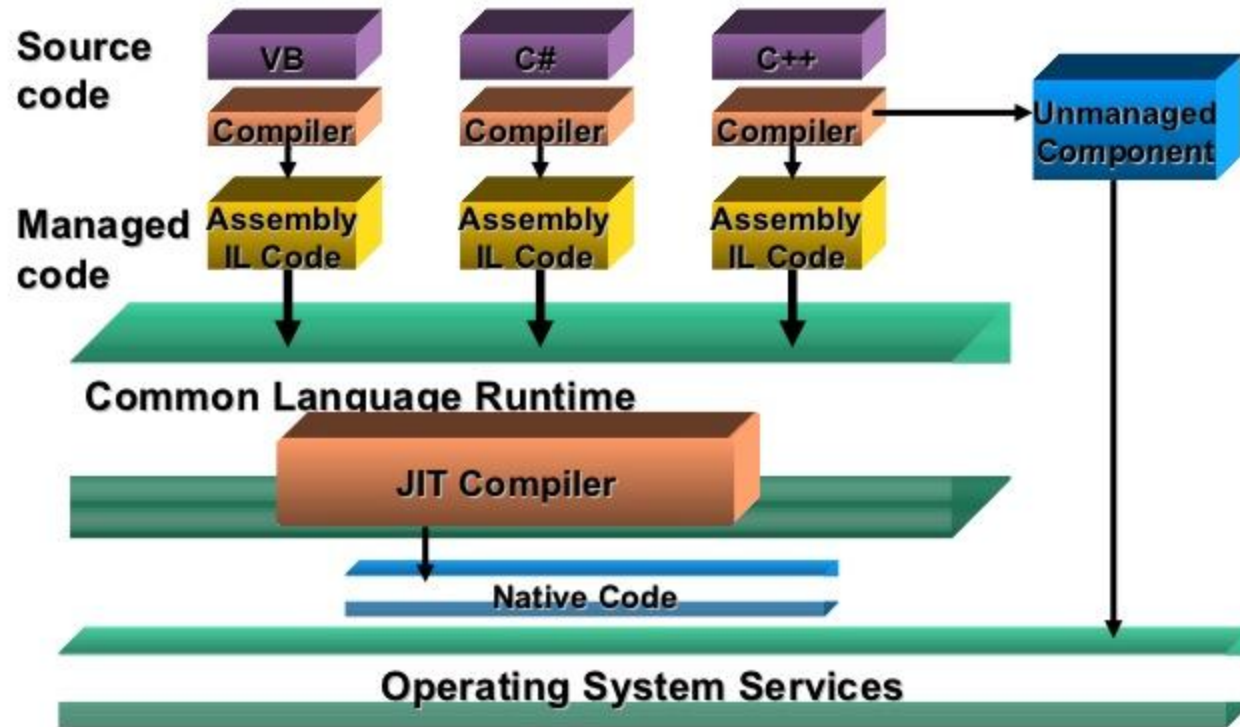 Source
code
VB
C#
C++
Compiler
Compiler
Compiler
Unmanaged
Component
Managed
code
Assembly
IL Code
Assembly
IL Code
Assembly
IL Code
Common Language Runtime
JIT Compiler
Native Code
Operating System Services